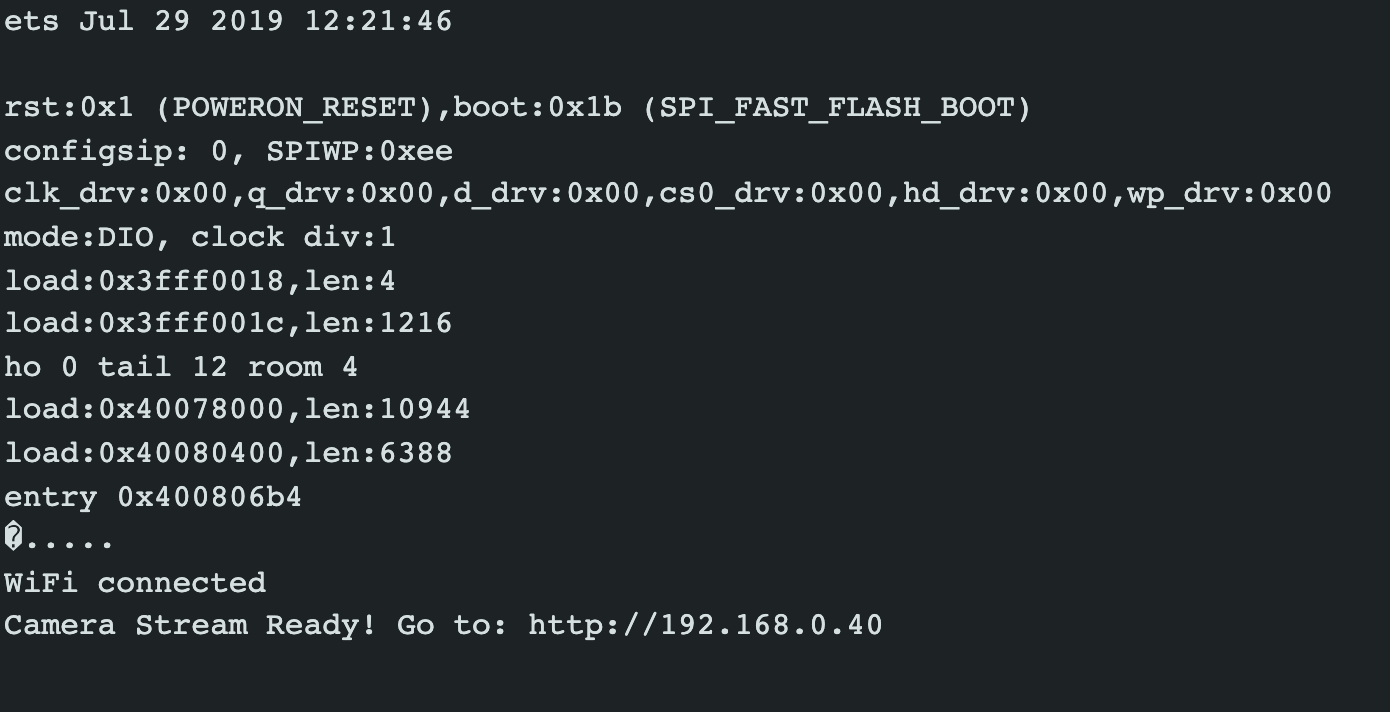 ets Jul 29 2019 12:21:46
rst:0x1 (POWERON_RESET),boot:0x1b (SPI_FAST_FLASH_BOOT)
configsip: 0, SPIWP:0xee
clk_drv:0x00,q_drv:0x00,d_drv:0x00,cs0_drv:0x00,hd_drv:0x00,wp_drv:0x00
mode:DIO, clock div:1
load:0x3fff0018,len:4
load:0x3fff001c,len:1216
ho 0 tail 12 room 4
load:0x40078000,len:10944
load:0x40080400,len:6388
entry 0x400806b4
�.....
WiFi connected
Camera Stream Ready! Go to: http://192.168.0.40